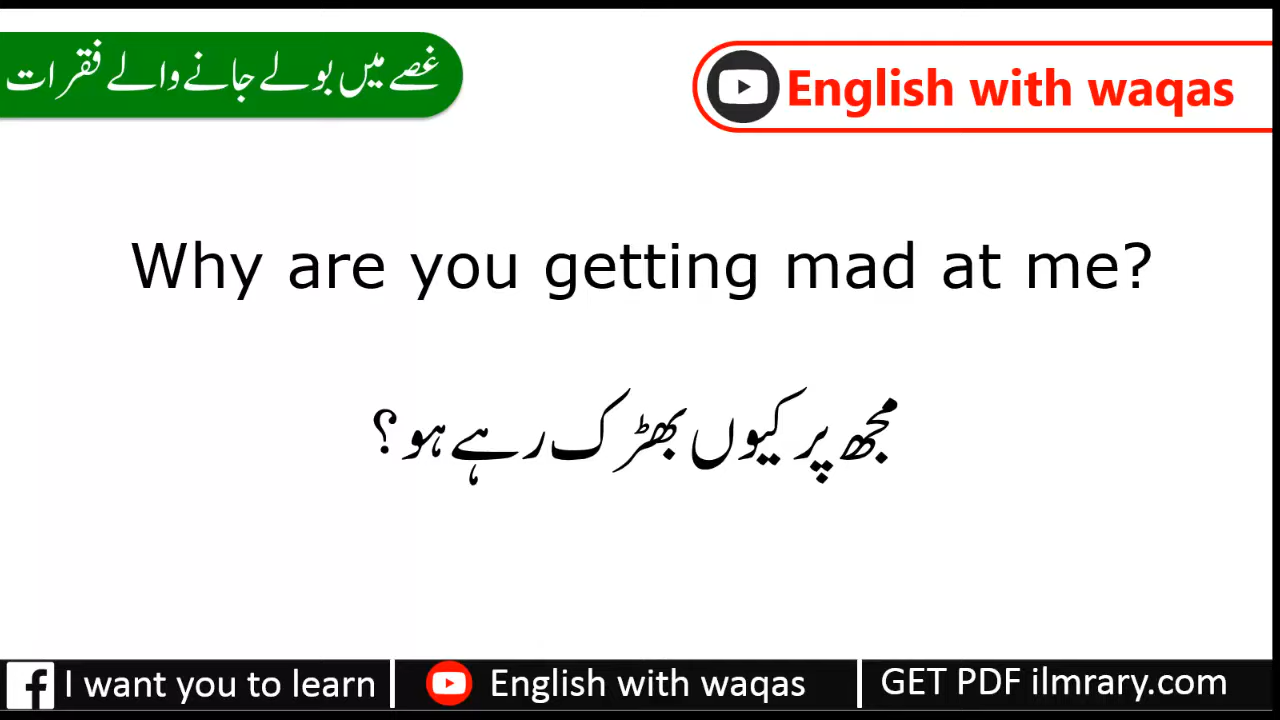 غصے میں بولے جانے والے فقرات
English with waqas
Why are you getting mad at me?
مجھ پر کیوں بھڑک رہے ہو؟
I want you to learn
English with waqas
GET PDF ilmrary.com